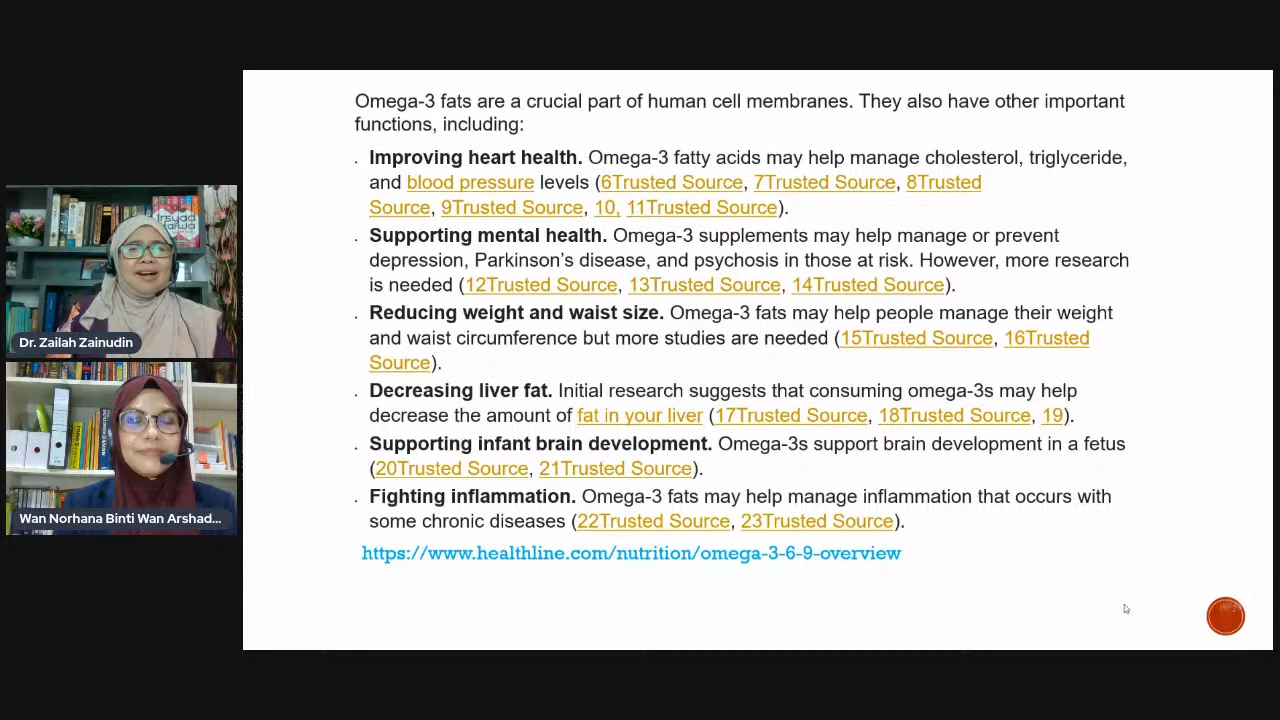 Omega-3 fats are a crucial part of human cell membranes. They also have other important
functions, including:
Improving heart health. Omega-3 fatty acids may help manage cholesterol, triglyceride,
and blood pressure levels (6Trusted Source, 7Trusted Source, 8Trusted
Source, 9Trusted Source, 10, 11Trusted Source).
Supporting mental health. Omega-3 supplements may help manage or prevent
depression, Parkinson's disease, and psychosis in those at risk. However, more research
is needed (12Trusted Source, 13Trusted Source, 14Trusted Source).
Reducing weight and waist size. Omega-3 fats may help people manage their weight
and waist circumference but more studies are needed (15Trusted Source, 16Trusted
Source).
Decreasing liver fat. Initial research suggests that consuming omega-3s may help
decrease the amount of fat in your liver (17Trusted Source, 18Trusted Source, 19).
Supporting infant brain development. Omega-3s support brain development in a fetus
(20Trusted Source, 21Trusted Source).
Fighting inflammation. Omega-3 fats may help manage inflammation that occurs with
some chronic diseases (22Trusted Source, 23Trusted Source).
https://www.healthline.com/nutrition/omega-3-6-9-overview
Dr. Zailah Zainudin
Wan Norhana Binti Wan Arshad...